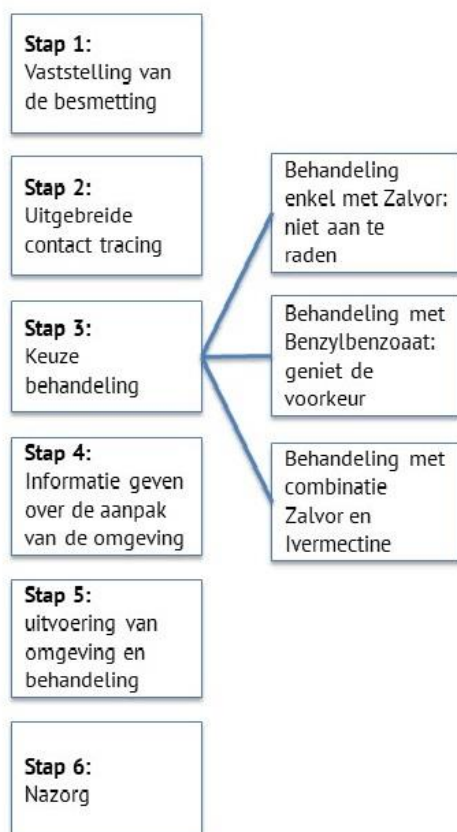 Stap 1:
Vaststelling van
de besmetting
Stap 2:
Uitgebreide
contact tracing
Stap 3:
Keuze
behandeling
Behandeling
enkel met Zalvor:
niet aan te
raden
Behandeling met
Benzylbenzoaat:
geniet de
voorkeur
Behandeling met
combinatie
Zalvor en
Ivermectine
Stap 4:
Informatie geven
over de aanpak
van de omgeving
Stap 5:
uitvoering van
omgeving en
behandeling
Stap 6:
Nazorg